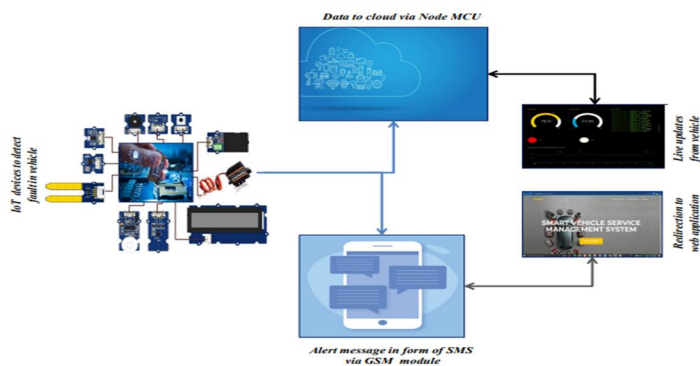 Data to cloud via Node MCU
IoT devices to detect
fault in vehicle
Live updates
from vehicle
SMART VEHICLE SERVICE
MANAGEMENT SYSTEM
Redirection to
web application
Alert message in form of SMS
via GSM module